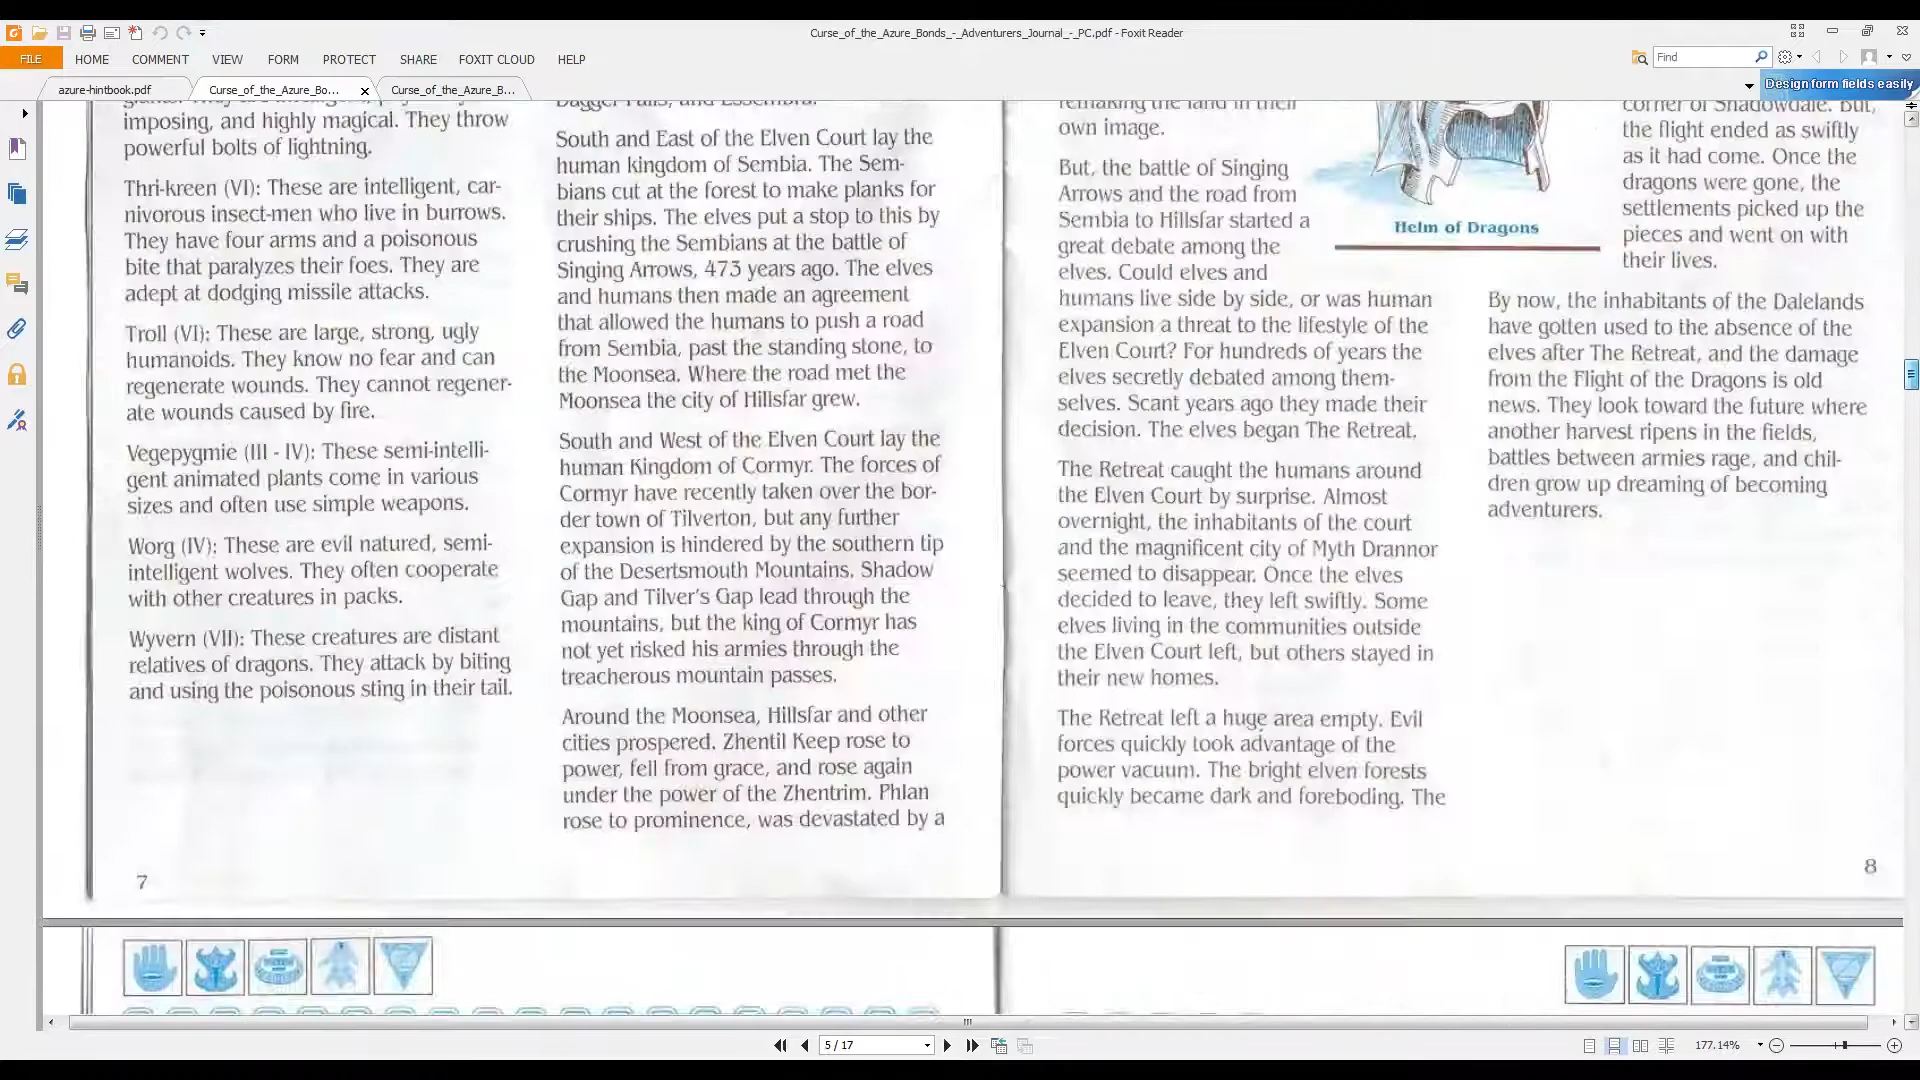 Curse_of_the_Azure_Bonds_-_Adventurers_Journal_-_PC.pdf - Foxit Reader
FILE
HOME
COMMENT
VIEW
FORM
PROTECT
SHARE
FOXIT CLOUD
HELP
Find
azure-hintbook.pdf
Curse_of_the_Azure_Bo...
Curse_of_the_Azure_B...
Design form fields easily
imposing, and highly magical. They throw
powerful bolts of lightning.
Thri-kreen (VI): These are intelligent, car-
nivorous insect-men who live in burrows.
They have four arms and a poisonous
bite that paralyzes their foes. They are
adept at dodging missile attacks.
Troll (VI): These are large, strong, ugly
humanoids. They know no fear and can
regenerate wounds. They cannot regener-
ate wounds caused by fire.
Vegepygmie (III - IV): These semi-intelli-
gent animated plants come in various
sizes and often use simple weapons.
Worg (IV): These are evil natured, semi-
intelligent wolves. They often cooperate
with other creatures in packs.
Wyvern (VII): These creatures are distant
relatives of dragons. They attack by biting
and using the poisonous sting in their tail.
7
Dagger Falls, and Essembra.
South and East of the Elven Court lay the
human kingdom of Sembia. The Sem-
bians cut at the forest to make planks for
their ships. The elves put a stop to this by
crushing the Sembians at the battle of
Singing Arrows, 473 years ago. The elves
and humans then made an agreement
that allowed the humans to push a road
from Sembia, past the standing stone, to
the Moonsea. Where the road met the
Moonsea the city of Hillsfar grew.
South and West of the Elven Court lay the
human Kingdom of Cormyr. The forces of
Cormyr have recently taken over the bor-
der town of Tilverton, but any further
expansion is hindered by the southern tip
of the Desertsmouth Mountains. Shadow
Gap and Tilver's Gap lead through the
mountains, but the king of Cormyr has
not yet risked his armies through the
treacherous mountain passes.
Around the Moonsea, Hillsfar and other
cities prospered. Zhentil Keep rose to
power, fell from grace, and rose again
under the power of the Zhentrim. Phlan
rose to prominence, was devastated by a
remaking the land in their
own image.
But, the battle of Singing
Arrows and the road from
Sembia to Hillsfar started a
great debate among the
elves. Could elves and
humans live side by side, or was human
expansion a threat to the lifestyle of the
Elven Court? For hundreds of years the
elves secretly debated among them-
selves. Scant years ago they made their
decision. The elves began The Retreat.
The Retreat caught the humans around
the Elven Court by surprise. Almost
overnight, the inhabitants of the court
and the magnificent city of Myth Drannor
seemed to disappear. Once the elves
decided to leave, they left swiftly. Some
elves living in the communities outside
the Elven Court left, but others stayed in
their new homes.
The Retreat left a huge area empty. Evil
forces quickly took advantage of the
power vacuum. The bright elven forests
quickly became dark and foreboding. The
Helm of Dragons
corner of Shadowdale. But,
the flight ended as swiftly
as it had come. Once the
dragons were gone, the
settlements picked up the
pieces and went on with
their lives.
By now, the inhabitants of the Dalelands
have gotten used to the absence of the
elves after The Retreat, and the damage
from the Flight of the Dragons is old
news. They look toward the future where
another harvest ripens in the fields,
battles between armies rage, and chil-
dren grow up dreaming of becoming
adventurers.
8
5 / 17
177.14%